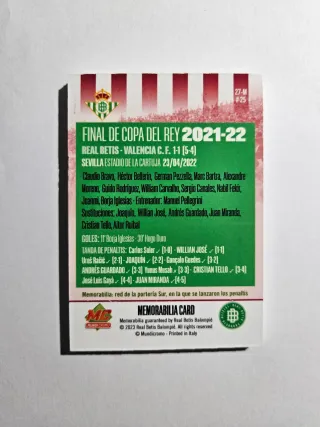 27-M
#25
FINAL DE COPA DEL REY 2021-22
REAL BETIS - VALENCIA C.F. 1-1 (5-4)
SEVILLA ESTADIO DE LA CARTUJA 23/04/2022
Claudio Bravo, Héctor Bellerín, German Pezzella, Marc Bartra, Alexandre
Moreno, Guido Rodríguez, William Carvalho, Sergio Canales, Nabil Fekir,
Juanmi, Borja Iglesias - Entrenador: Manuel Pellegrini
Sustituciones: Joaquín, Willian José, Andrés Guardado, Juan Miranda,
Cristian Tello, Aitor Ruibal
GOLES: 11' Borja Iglesias - 30' Hugo Duro
TANDA DE PENALTIS: Carlos Soler ✓ (1-0) - WILLIAN JOSÉ ✓ (1-1)
Uroš Račić ✓ (2-1) - JOAQUÍN ✓ (2-2) - Gonçalo Guedes ✓ (3-2)
ANDRÉS GUARDADO ✓ (3-3) Yunus Musah ✓ (3-3) - CRISTIAN TELLO ✓ (3-4)
José Luis Gayá ✓ (4-4) - JUAN MIRANDA ✓ (4-5)
Memorabilia: red de la portería Sur, en la que se lanzaron los penaltis
MEMORABILIA CARD
Memorabilia guaranteed by Real Betis Balompié
© 2023 Real Betis Balompié. All rights reserved
© Mundicromo - Printed in Italy